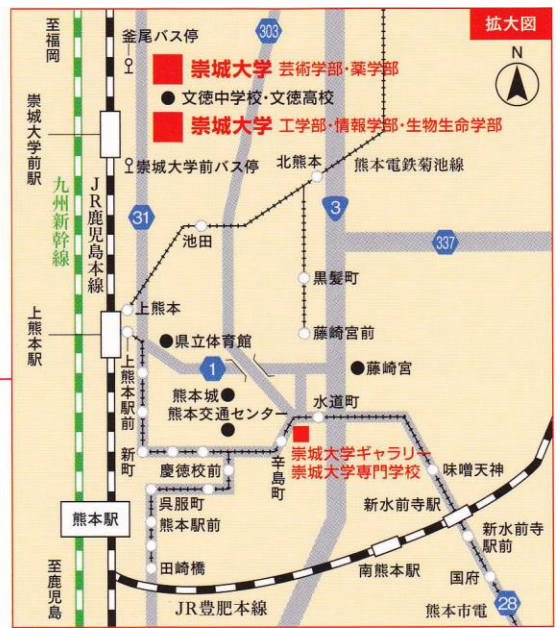 拡大図
N
至福岡
釜尾バス停
303
崇城大学 芸術学部・薬学部
文徳中学校・文徳高校
崇城大学 工学部・情報学部・生物生命学部
崇城大学前駅
崇城大学前バス停
北熊本
熊本電鉄菊池線
九州新幹線
JR鹿児島本線
31
3
337
池田
黒髪町
上熊本
藤崎宮前
上熊本駅
上熊本駅前
県立体育館
1
藤崎宮
熊本城
熊本交通センター
水道町
新町
慶徳校前
辛島町
崇城大学ギャラリー
崇城大学専門学校
味噌天神
呉服町
新水前寺駅
熊本駅
熊本駅前
新水前寺
駅前
田崎橋
南熊本駅
国府
至鹿児島
JR豊肥本線
熊本市電
28